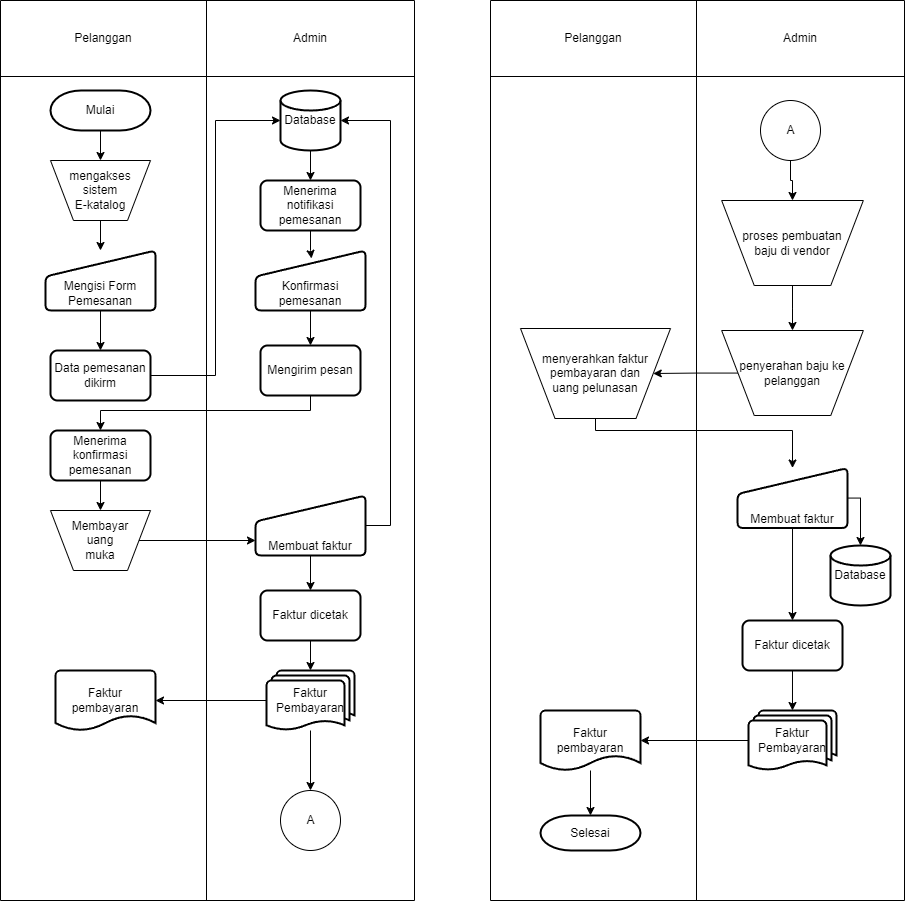 Pelanggan
Admin
Mulai
mengakses
sistem
E-katalog
Mengisi Form
Pemesanan
Data pemesanan
dikirm
Database
Menerima
notifikasi
pemesanan
Konfirmasi
pemesanan
Mengirim pesan
Menerima
konfirmasi
pemesanan
Membayar
uang
muka
Membuat faktur
Faktur dicetak
Faktur
Pembayaran
Faktur
pembayaran
A
Pelanggan
Admin
A
proses pembuatan
baju di vendor
penyerahan baju ke
pelanggan
menyerahkan faktur
pembayaran dan
uang pelunasan
Membuat faktur
Database
Faktur dicetak
Faktur
Pembayaran
Faktur
pembayaran
Selesai